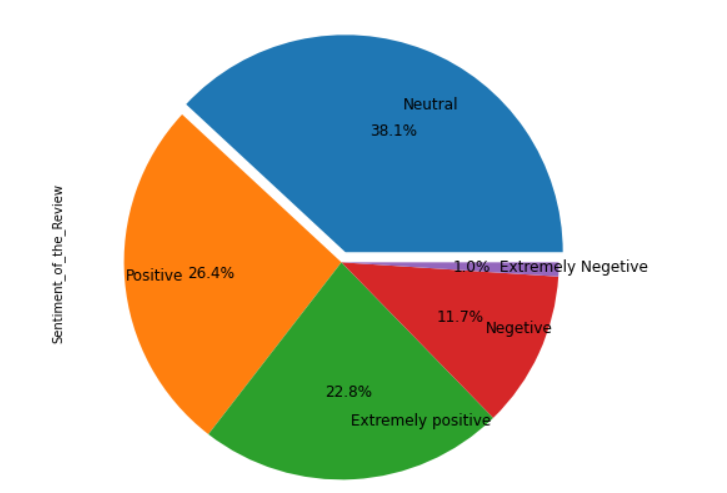 Neutral
38.1%
Sentiment_of_the_Review
1.0% Extremely Negetive
Positive 26.4%
11.7%
Negetive
22.8%
Extremely positive